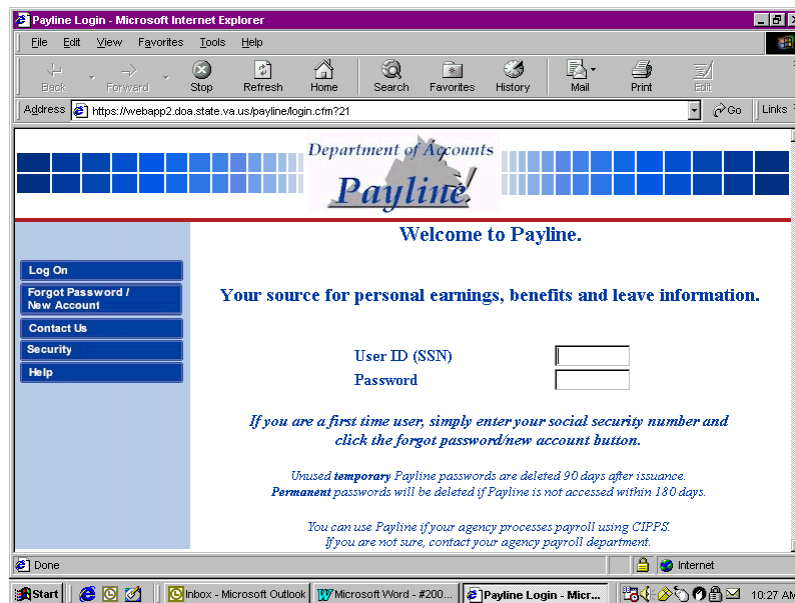 Payline Login - Microsoft Internet Explorer
File Edit View Favorites Tools Help
Back Forward Stop Refresh Home Search Favorites History Mail Print Edit
Address https://webapp2.doa.state.va.us/payline/login.cfm?21 Go Links
Department of Accounts
Payline
Welcome to Payline.
Log On
Forgot Password /
New Account
Contact Us
Security
Help
Your source for personal earnings, benefits and leave information.
User ID (SSN)
Password
If you are a first time user, simply enter your social security number and
click the forgot password/new account button.
Unused temporary Payline passwords are deleted 90 days after issuance.
Permanent passwords will be deleted if Payline is not accessed within 180 days.
You can use Payline if your agency processes payroll using CIPPS.
If you are not sure, contact your agency payroll department.
Done Internet
Start Inbox - Microsoft Outlook Microsoft Word - #200... Payline Login - Micr... 10:27 AM